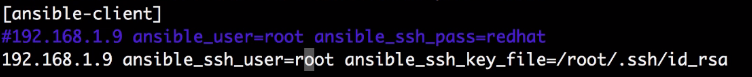 [ansible-client]
#192.168.1.9 ansible_user=root ansible_ssh_pass=redhat
192.168.1.9 ansible_ssh_user=root ansible_ssh_key_file=/root/.ssh/id_rsa